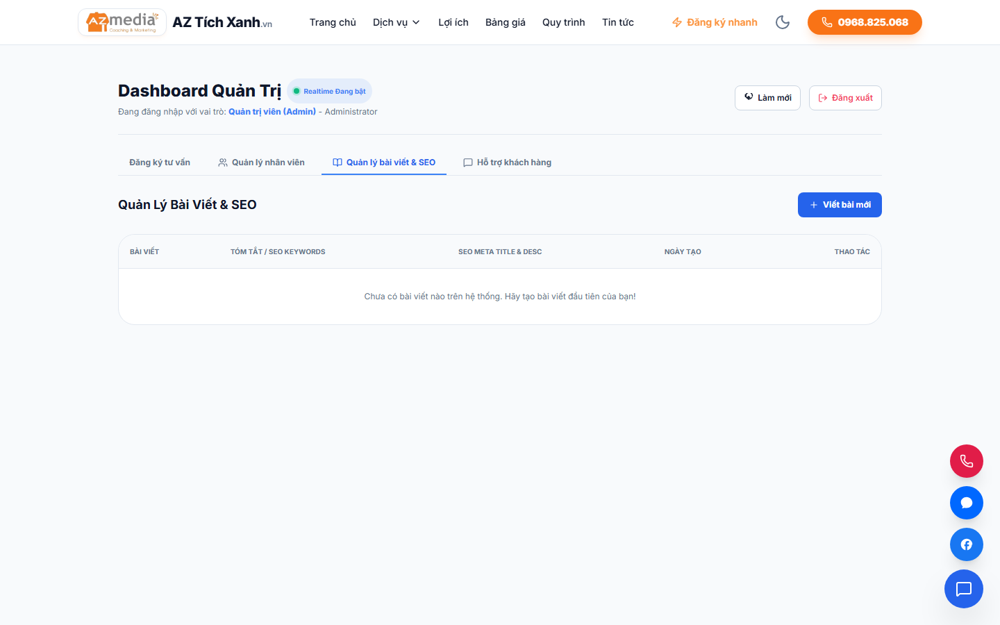 AZmedia
Coaching & Marketing
AZ Tích Xanh.vn
Trang chủ
Dịch vụ
Lợi ích
Bảng giá
Quy trình
Tin tức
Đăng ký nhanh
0968.825.068
Dashboard Quản Trị
Realtime Đang bật
Đang đăng nhập với vai trò: Quản trị viên (Admin) - Administrator
Làm mới
Đăng xuất
Đăng ký tư vấn
Quản lý nhân viên
Quản lý bài viết & SEO
Hỗ trợ khách hàng
Quản Lý Bài Viết & SEO
Viết bài mới
BÀI VIẾT
TÓM TẮT / SEO KEYWORDS
SEO META TITLE & DESC
NGÀY TẠO
THAO TÁC
Chưa có bài viết nào trên hệ thống. Hãy tạo bài viết đầu tiên của bạn!